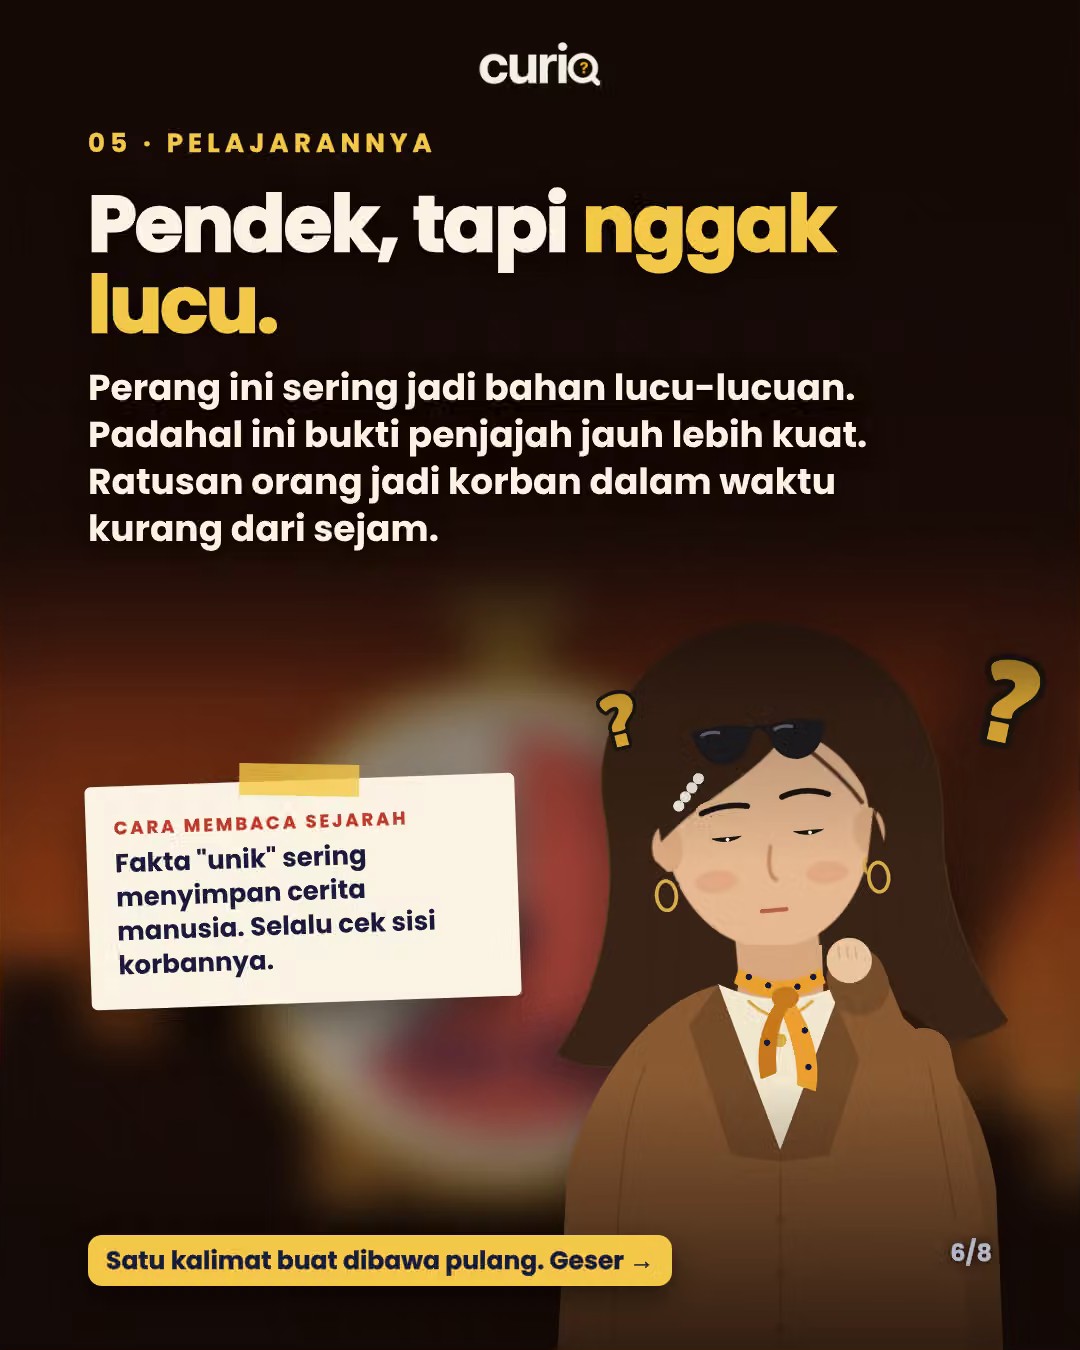 curio
05 · PELAJARANNYA
Pendek, tapi nggak
lucu.
Perang ini sering jadi bahan lucu-lucuan.
Padahal ini bukti penjajah jauh lebih kuat.
Ratusan orang jadi korban dalam waktu
kurang dari sejam.
?
?
CARA MEMBACA SEJARAH
Fakta "unik" sering
menyimpan cerita
manusia. Selalu cek sisi
korbannya.
Satu kalimat buat dibawa pulang. Geser →
6/8